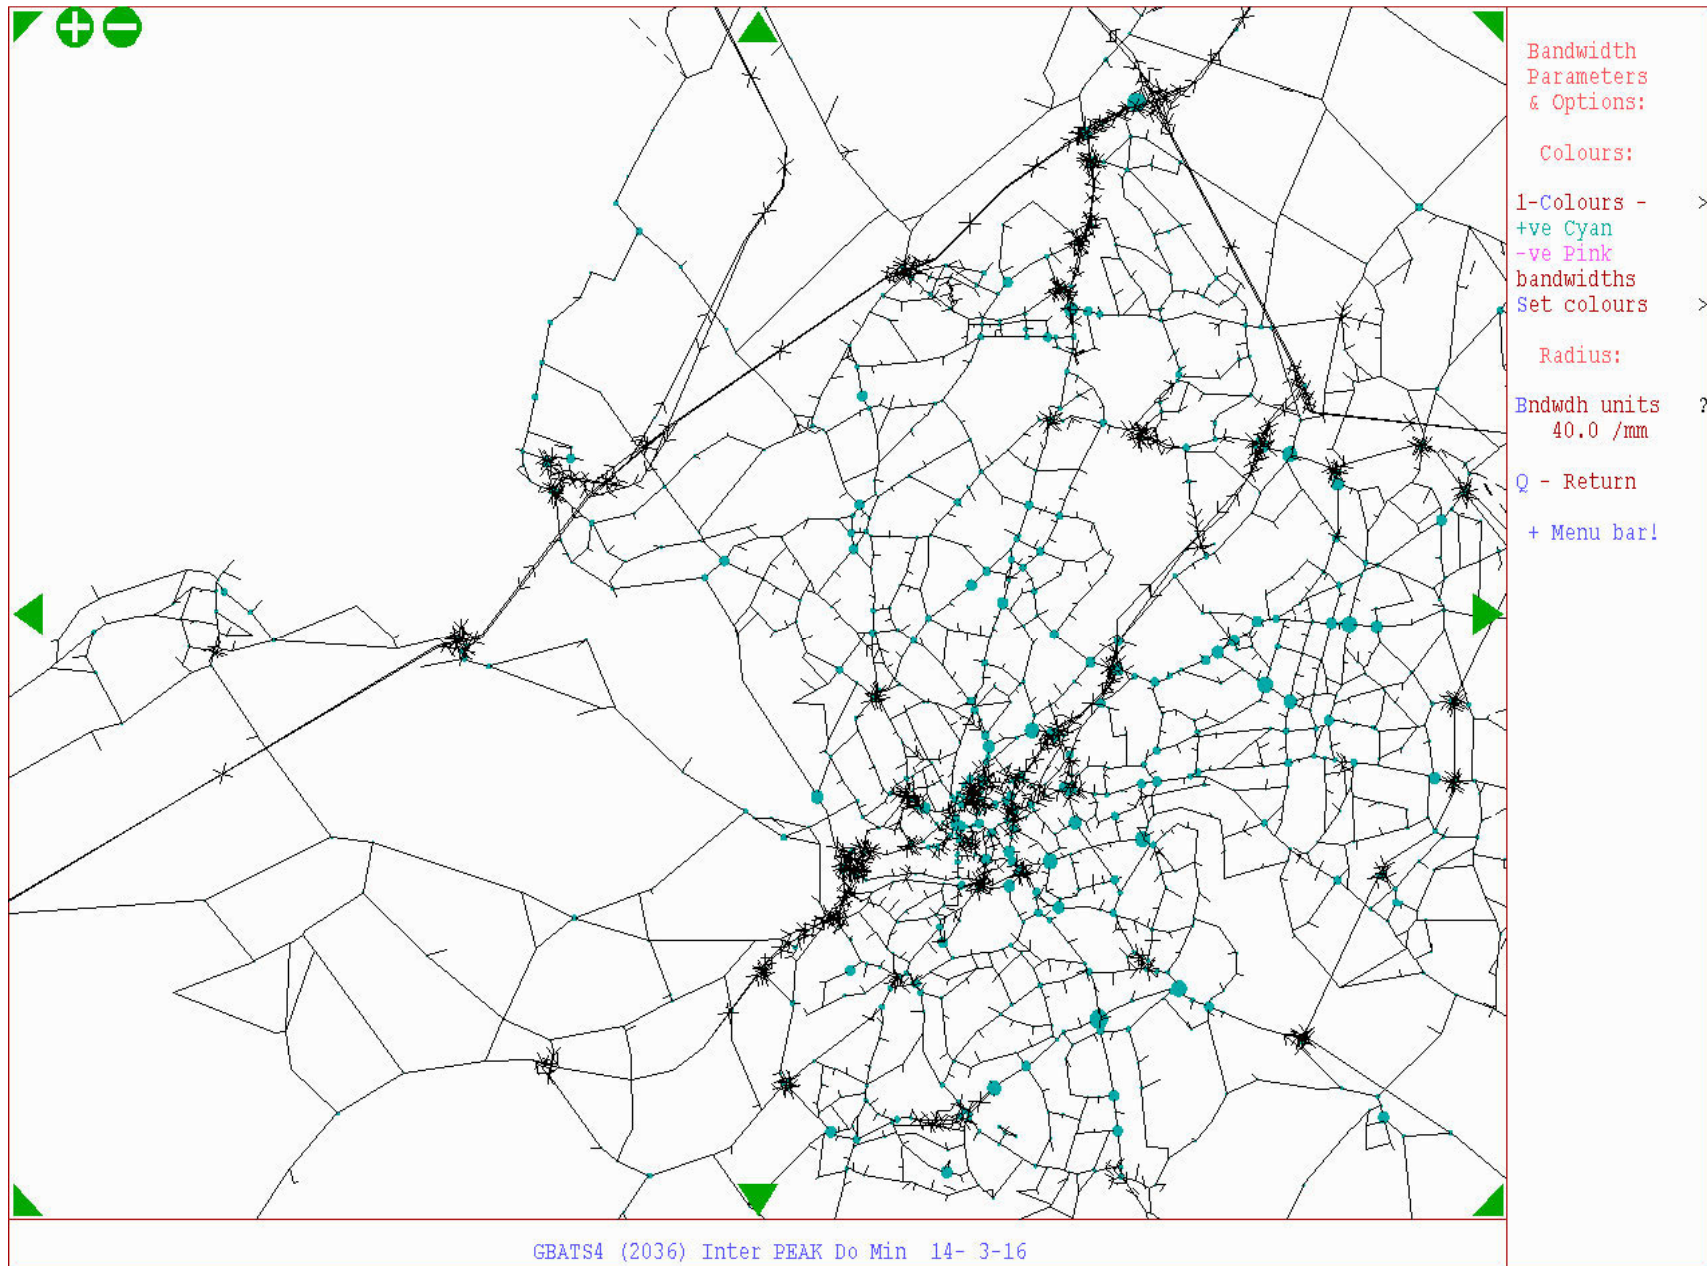 Bandwidth
Parameters
& Options:
Colours:
1-Colours - >
+ve Cyan
-ve Pink
bandwidths
Set colours >
Radius:
Bndwdh units ?
40.0 /mm
Q - Return
+ Menu bar!
GBATS4 (2036) Inter PEAK Do Min 14- 3-16